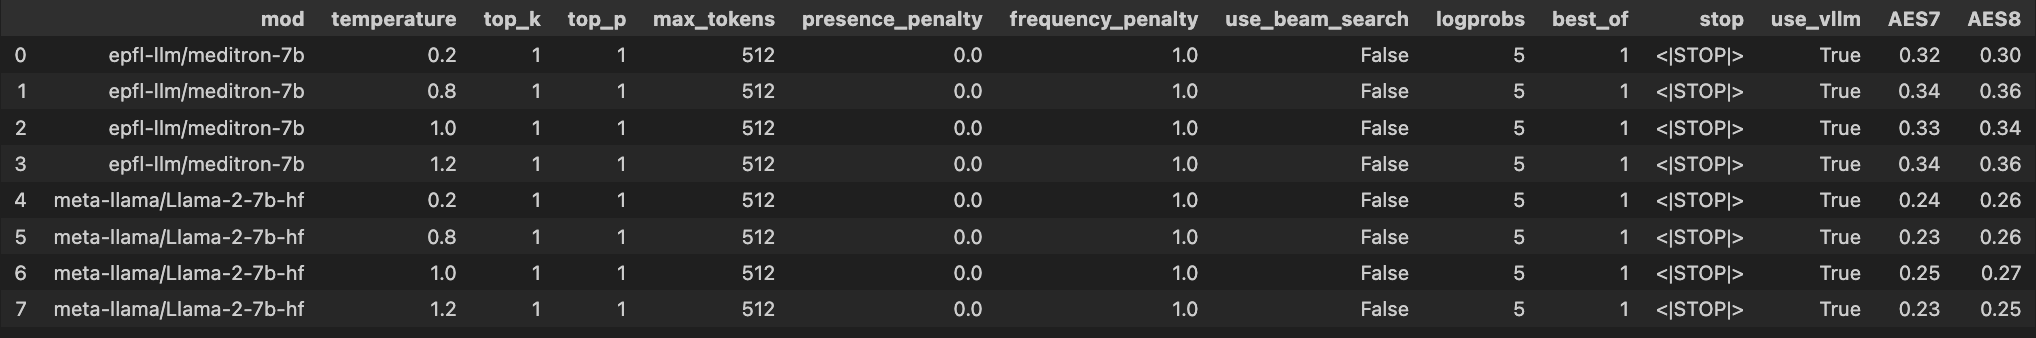 mod temperature top_k top_p max_tokens presence_penalty frequency_penalty use_beam_search logprobs best_of stop use_vllm AES7 AES8
0 epfl-llm/meditron-7b 0.2 1 1 512 0.0 1.0 False 5 1 <|STOP|> True 0.32 0.30
1 epfl-llm/meditron-7b 0.8 1 1 512 0.0 1.0 False 5 1 <|STOP|> True 0.34 0.36
2 epfl-llm/meditron-7b 1.0 1 1 512 0.0 1.0 False 5 1 <|STOP|> True 0.33 0.34
3 epfl-llm/meditron-7b 1.2 1 1 512 0.0 1.0 False 5 1 <|STOP|> True 0.34 0.36
4 meta-llama/Llama-2-7b-hf 0.2 1 1 512 0.0 1.0 False 5 1 <|STOP|> True 0.24 0.26
5 meta-llama/Llama-2-7b-hf 0.8 1 1 512 0.0 1.0 False 5 1 <|STOP|> True 0.23 0.26
6 meta-llama/Llama-2-7b-hf 1.0 1 1 512 0.0 1.0 False 5 1 <|STOP|> True 0.25 0.27
7 meta-llama/Llama-2-7b-hf 1.2 1 1 512 0.0 1.0 False 5 1 <|STOP|> True 0.23 0.25